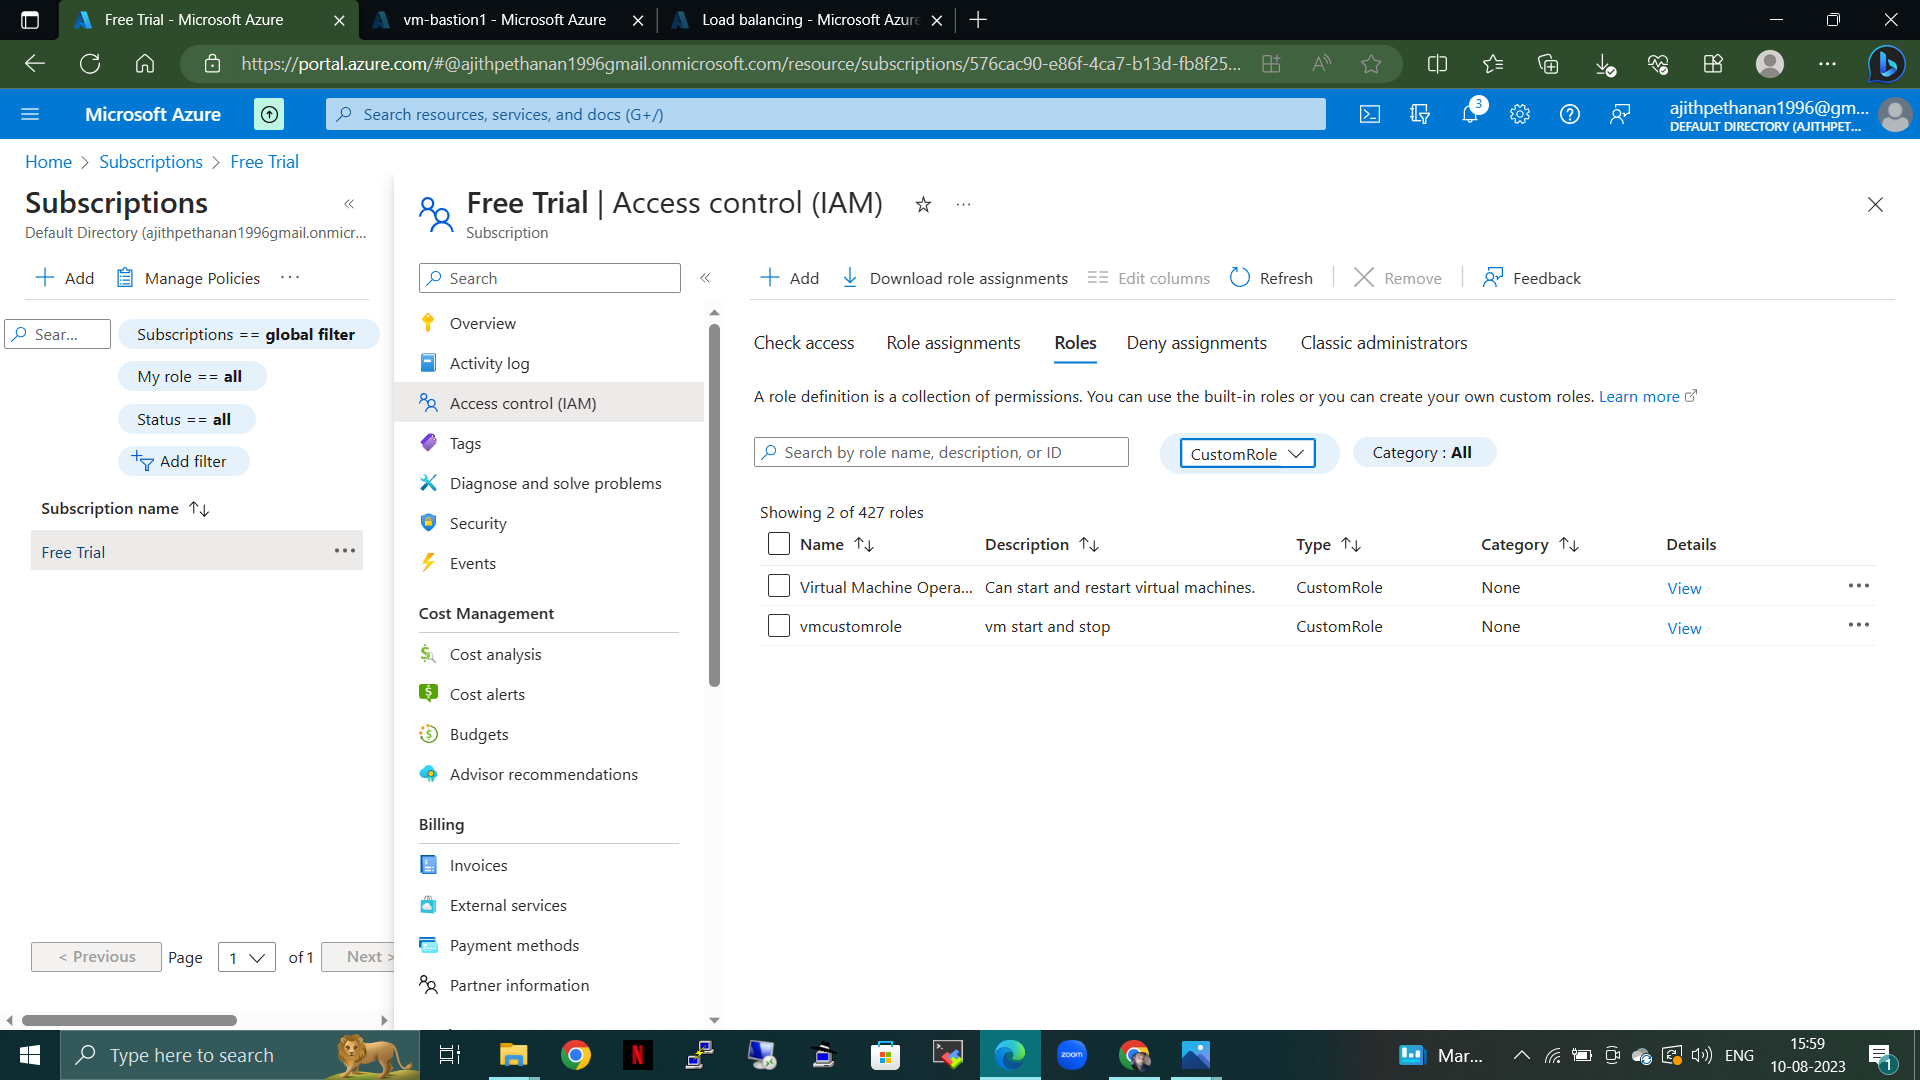 Free Trial - Microsoft Azure
vm-bastion1 - Microsoft Azure
Load balancing - Microsoft Azure
https://portal.azure.com/#@ajithpethanan1996gmail.onmicrosoft.com/resource/subscriptions/576cac90-e86f-4ca7-b13d-fb8f25...
Microsoft Azure
Search resources, services, and docs (G+/)
3
ajithpethanan1996@gm...
DEFAULT DIRECTORY (AJITHPET...
Home > Subscriptions > Free Trial
Subscriptions
Default Directory (ajithpethanan1996gmail.onmicr...
Add
Manage Policies
Sear...
Subscriptions == global filter
My role == all
Status == all
Add filter
Subscription name
Free Trial
< Previous
Page
1
of 1
Next >
Free Trial | Access control (IAM)
Subscription
Search
Overview
Activity log
Access control (IAM)
Tags
Diagnose and solve problems
Security
Events
Cost Management
Cost analysis
Cost alerts
Budgets
Advisor recommendations
Billing
Invoices
External services
Payment methods
Partner information
Add
Download role assignments
Edit columns
Refresh
Remove
Feedback
Check access
Role assignments
Roles
Deny assignments
Classic administrators
A role definition is a collection of permissions. You can use the built-in roles or you can create your own custom roles. Learn more
Search by role name, description, or ID
CustomRole
Category : All
Showing 2 of 427 roles
Name Description Type Category Details
Virtual Machine Opera... Can start and restart virtual machines. CustomRole None View
vmcustomrole vm start and stop CustomRole None View
Type here to search
zoom
Mar...
ENG
15:59
10-08-2023
1